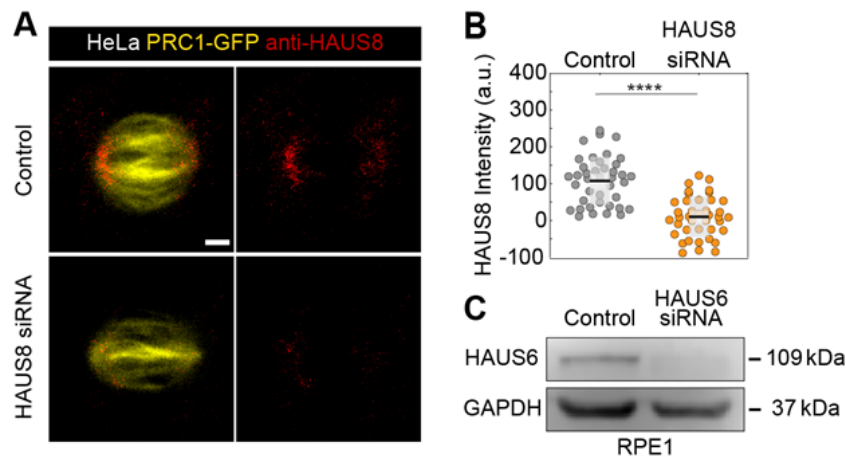 A
HeLa PRC1-GFP anti-HAUS8
Control
HAUS8 siRNA
B
Control
HAUS8
siRNA
HAUS8 Intensity (a.u.)
400
300
200
100
0
-100
****
C
Control
HAUS6
siRNA
HAUS6
– 109 kDa
GAPDH
– 37 kDa
RPE1